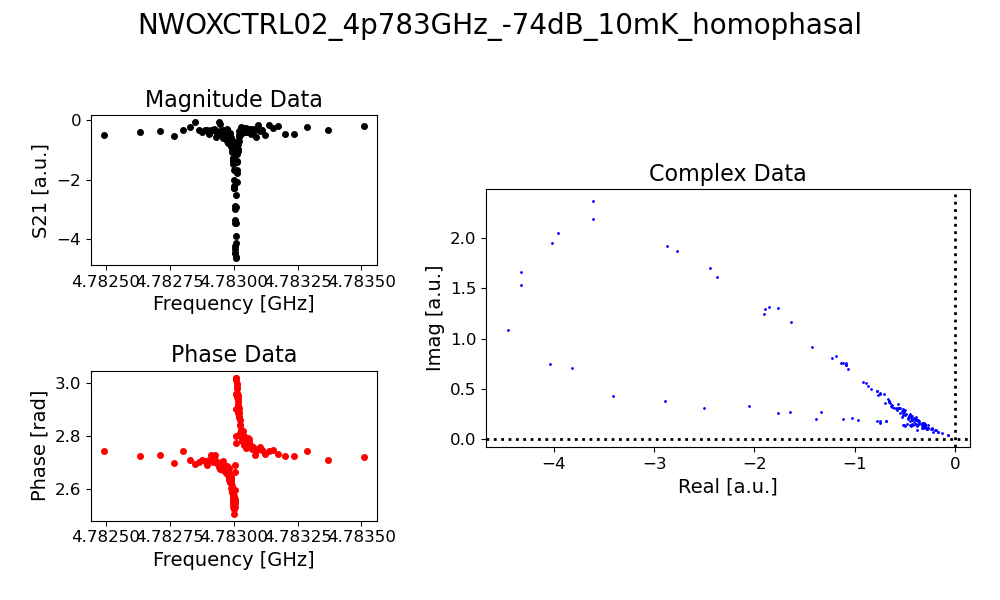 NWOXCTRL02_4p783GHz_-74dB_10mK_homophasal
Magnitude Data
S21 [a.u.]
0
−2
−4
4.78250 4.78275 4.78300 4.78325 4.78350
Frequency [GHz]
Phase Data
Phase [rad]
3.0
2.8
2.6
4.78250 4.78275 4.78300 4.78325 4.78350
Frequency [GHz]
Complex Data
Imag [a.u.]
2.0
1.5
1.0
0.5
0.0
−4 −3 −2 −1 0
Real [a.u.]